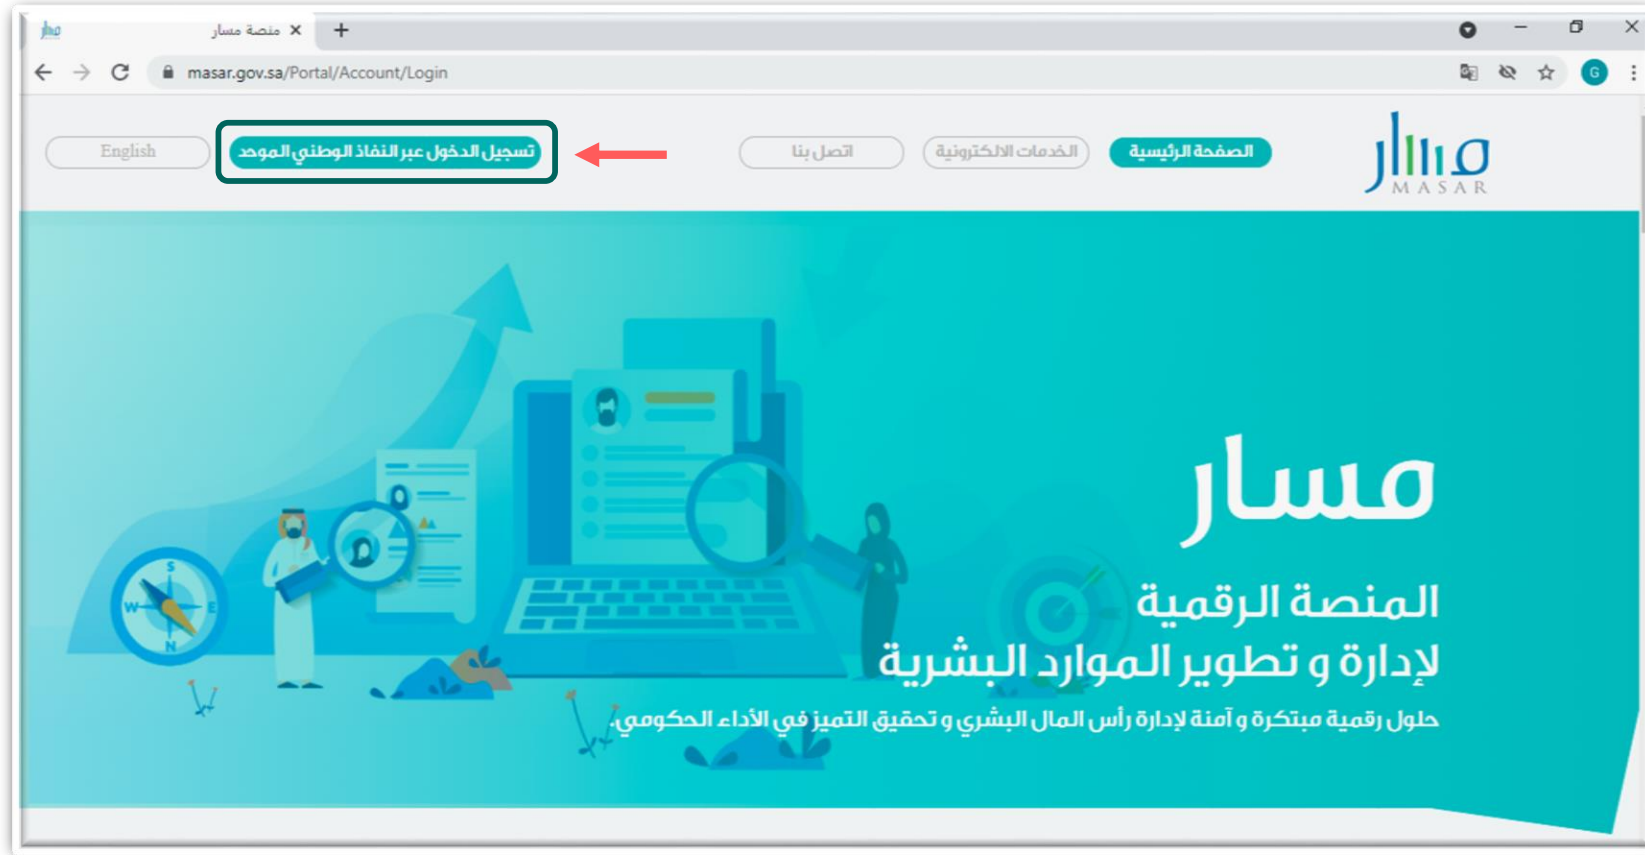 منصة مسار
masar.gov.sa/Portal/Account/Login
G
مسار
MASAR
الصفحة الرئيسية
الخدمات الالكترونية
اتصل بنا
تسجيل الدخول عبر النفاذ الوطني الموحد
English
مسار
المنصة الرقمية
لإدارة و تطوير الموارد البشرية
حلول رقمية مبتكرة و آمنة لإدارة رأس المال البشري و تحقيق التميز في الأداء الحكومي.
S
W
E
N